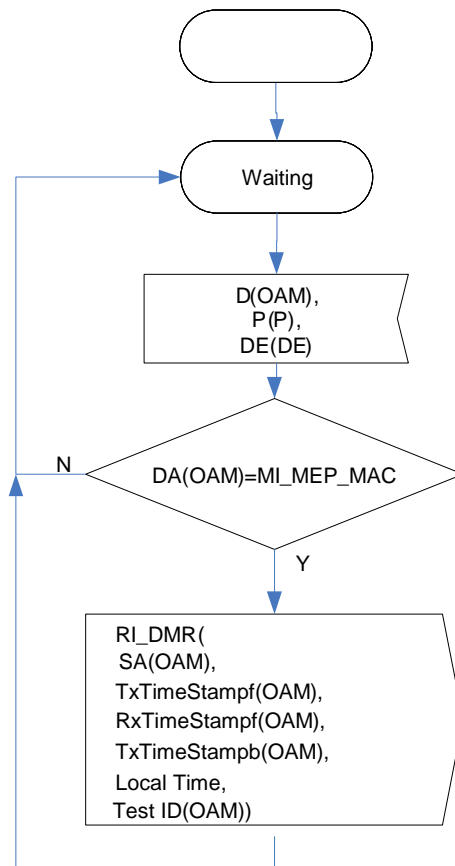 Waiting
D(OAM),
P(P),
DE(DE)
N
DA(OAM)=MI_MEP_MAC
Y
RI_DMR(
SA(OAM),
TxTimeStampf(OAM),
RxTimeStampf(OAM),
TxTimeStampb(OAM),
Local Time,
Test ID(OAM))